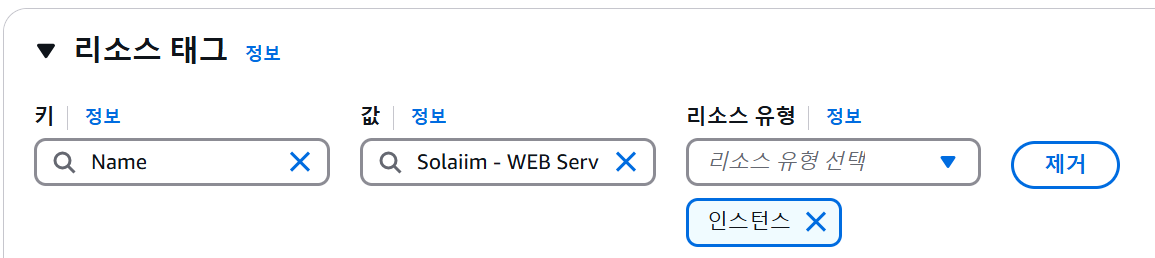 ▼ 리소스 태그 정보
키 정보 값 정보 리소스 유형 정보
Name Solaiim - WEB Serv 리소스 유형 선택 제거
인스턴스